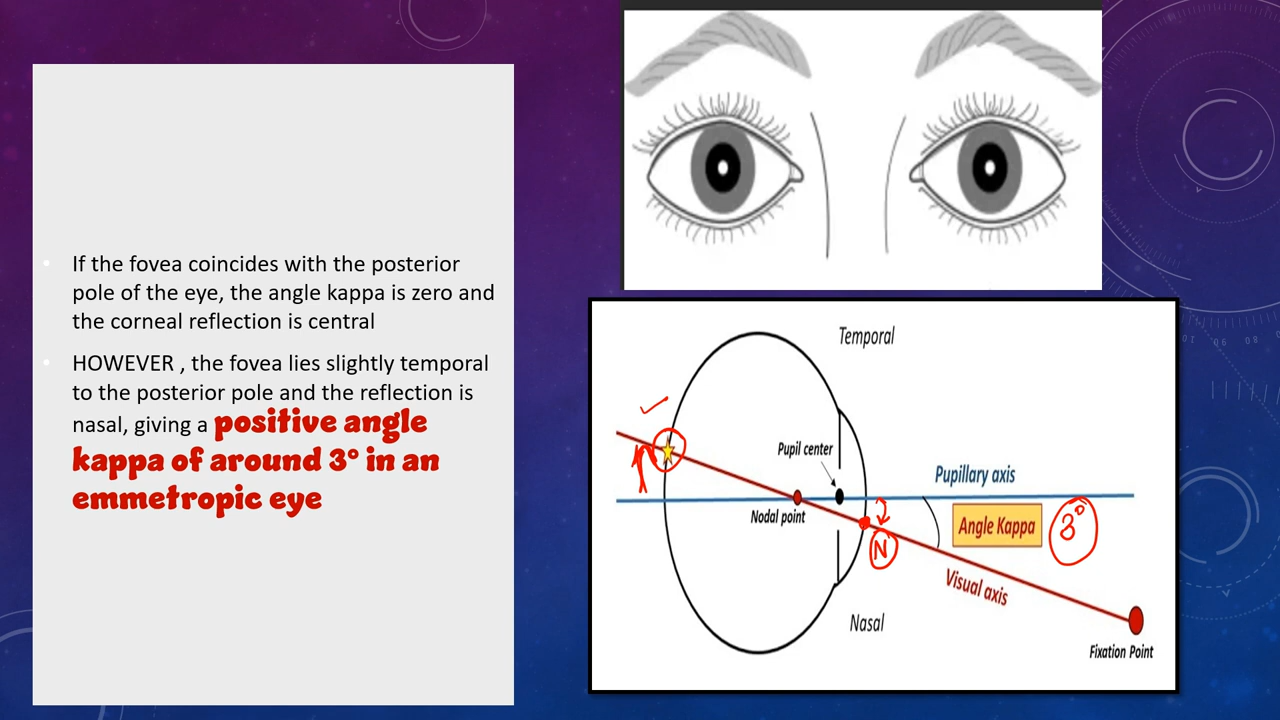 If the fovea coincides with the posterior
pole of the eye, the angle kappa is zero and
the corneal reflection is central
HOWEVER , the fovea lies slightly temporal
to the posterior pole and the reflection is
nasal, giving a positive angle
kappa of around 3° in an
emmetropic eye
Temporal
Pupil center
Pupillary axis
Nodal point
Angle Kappa
3°
N
Visual axis
Nasal
Fixation Point